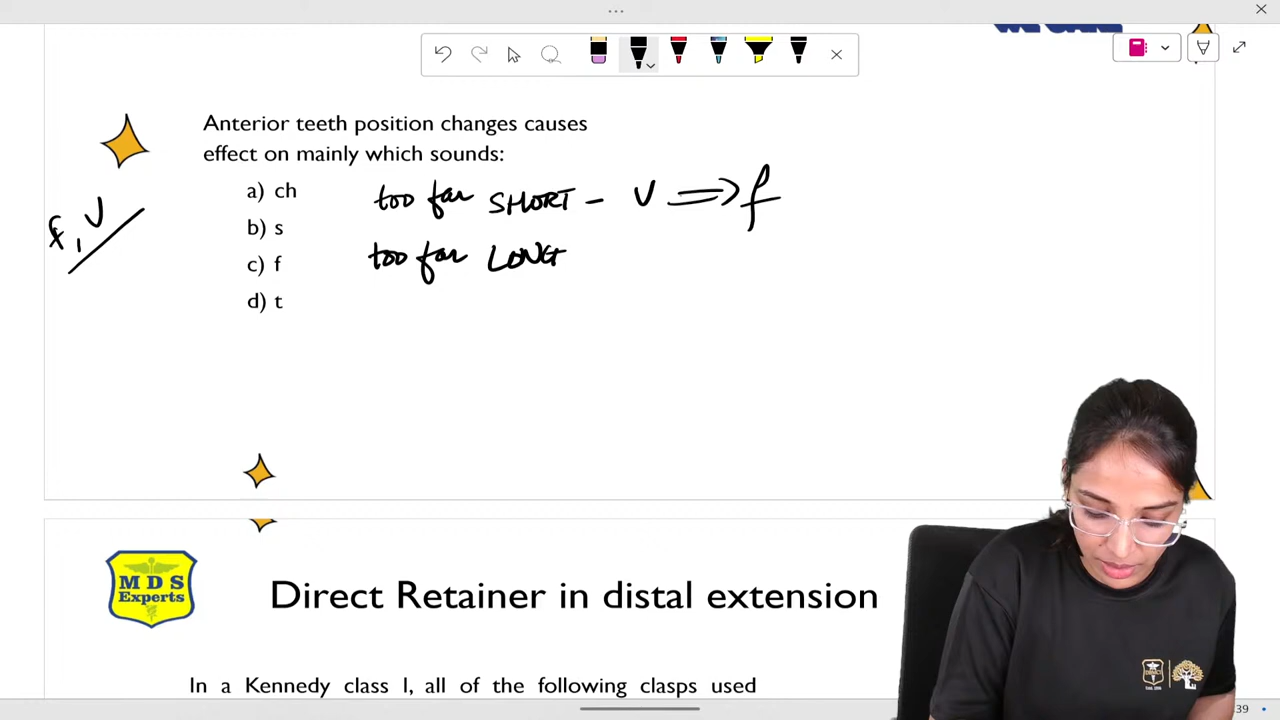 Anterior teeth position changes causes
effect on mainly which sounds:
a) ch
b) s
c) f
d) t
f, v
too far SHORT - v => f
too far LONG
MDS
Experts
Direct Retainer in distal extension
In a Kennedy class I, all of the following clasps used
39